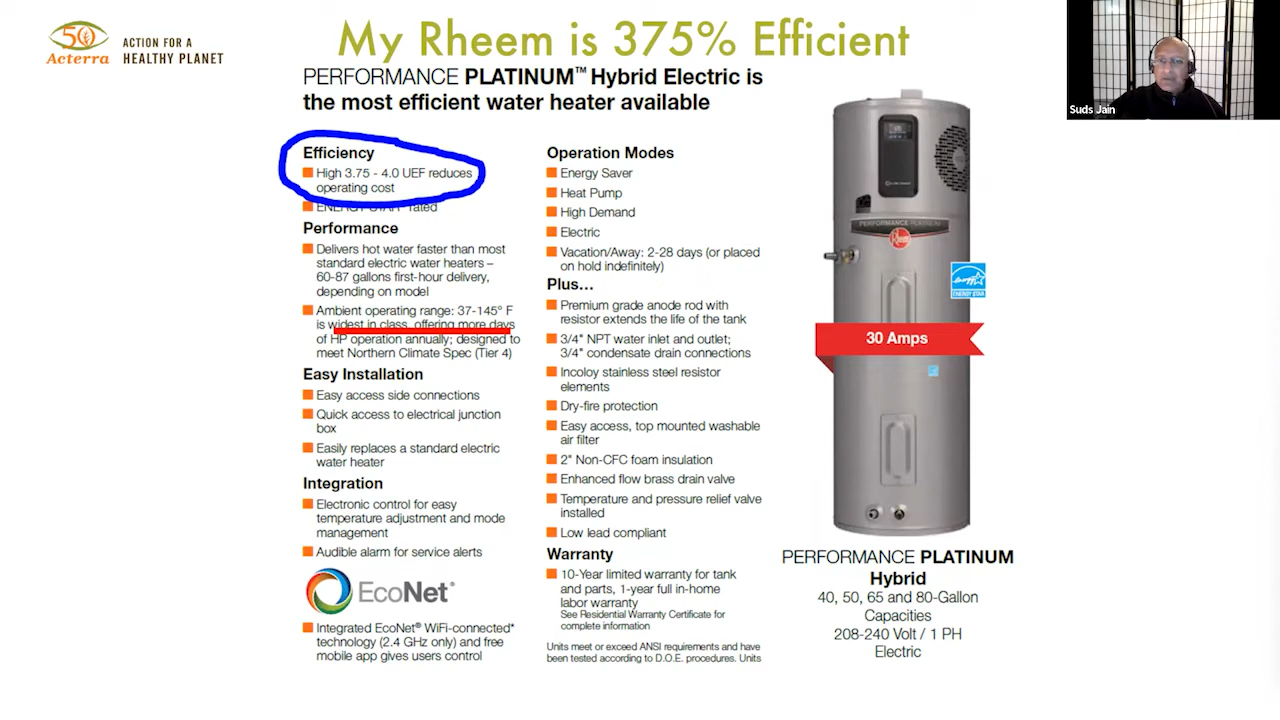 50
Acterra
ACTION FOR A
HEALTHY PLANET
My Rheem is 375% Efficient
PERFORMANCE PLATINUM™ Hybrid Electric is
the most efficient water heater available
Efficiency
High 3.75 - 4.0 UEF reduces
operating cost
ENERGY STAR® rated
Performance
Delivers hot water faster than most
standard electric water heaters –
60-87 gallons first-hour delivery,
depending on model
Ambient operating range: 37-145° F
is widest in class, offering more days
of HP operation annually; designed to
meet Northern Climate Spec (Tier 4)
Easy Installation
Easy access side connections
Quick access to electrical junction
box
Easily replaces a standard electric
water heater
Integration
Electronic control for easy
temperature adjustment and mode
management
Audible alarm for service alerts
EcoNet®
Integrated EcoNet® WiFi-connected*
technology (2.4 GHz only) and free
mobile app gives users control
Operation Modes
Energy Saver
Heat Pump
High Demand
Electric
Vacation/Away: 2-28 days (or placed
on hold indefinitely)
Plus…
Premium grade anode rod with
resistor extends the life of the tank
3/4" NPT water inlet and outlet;
3/4" condensate drain connections
Incoloy stainless steel resistor
elements
Dry-fire protection
Easy access, top mounted washable
air filter
2" Non-CFC foam insulation
Enhanced flow brass drain valve
Temperature and pressure relief valve
installed
Low lead compliant
Warranty
10-Year limited warranty for tank
and parts, 1-year full in-home
labor warranty
See Residential Warranty Certificate for
complete information
Units meet or exceed ANSI requirements and have
been tested according to D.O.E. procedures. Units
PERFORMANCE PLATINUM
Rheem
ENERGY STAR
30 Amps
PERFORMANCE PLATINUM
Hybrid
40, 50, 65 and 80-Gallon
Capacities
208-240 Volt / 1 PH
Electric
Suds Jain